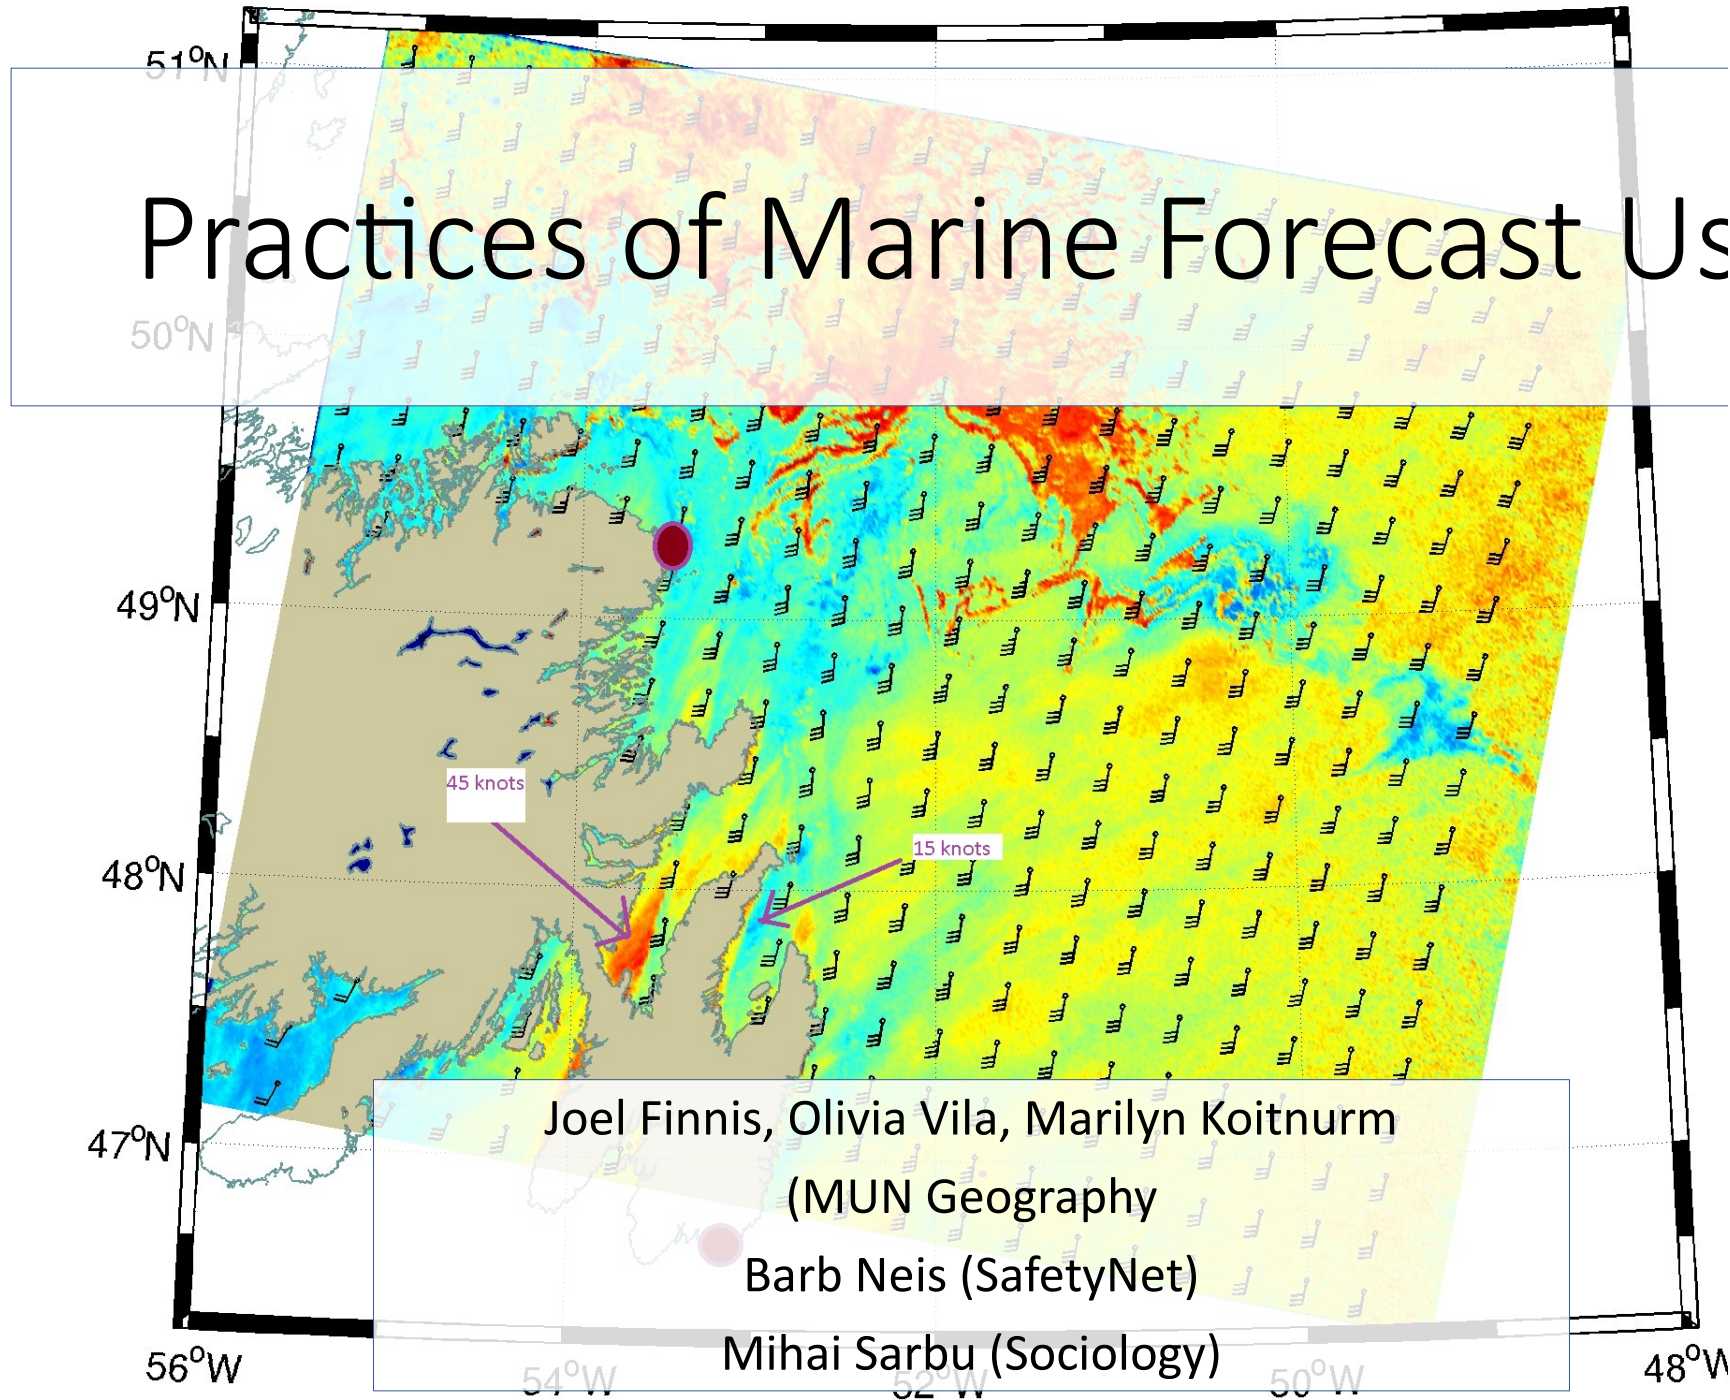 51°N
Practices of Marine Forecast Us
50°N
49°N
45 knots
15 knots
48°N
47°N
Joel Finnis, Olivia Vila, Marilyn Koitnurm
(MUN Geography
Barb Neis (SafetyNet)
Mihai Sarbu (Sociology)
56°W
54°W
52°W
50°W
48°W